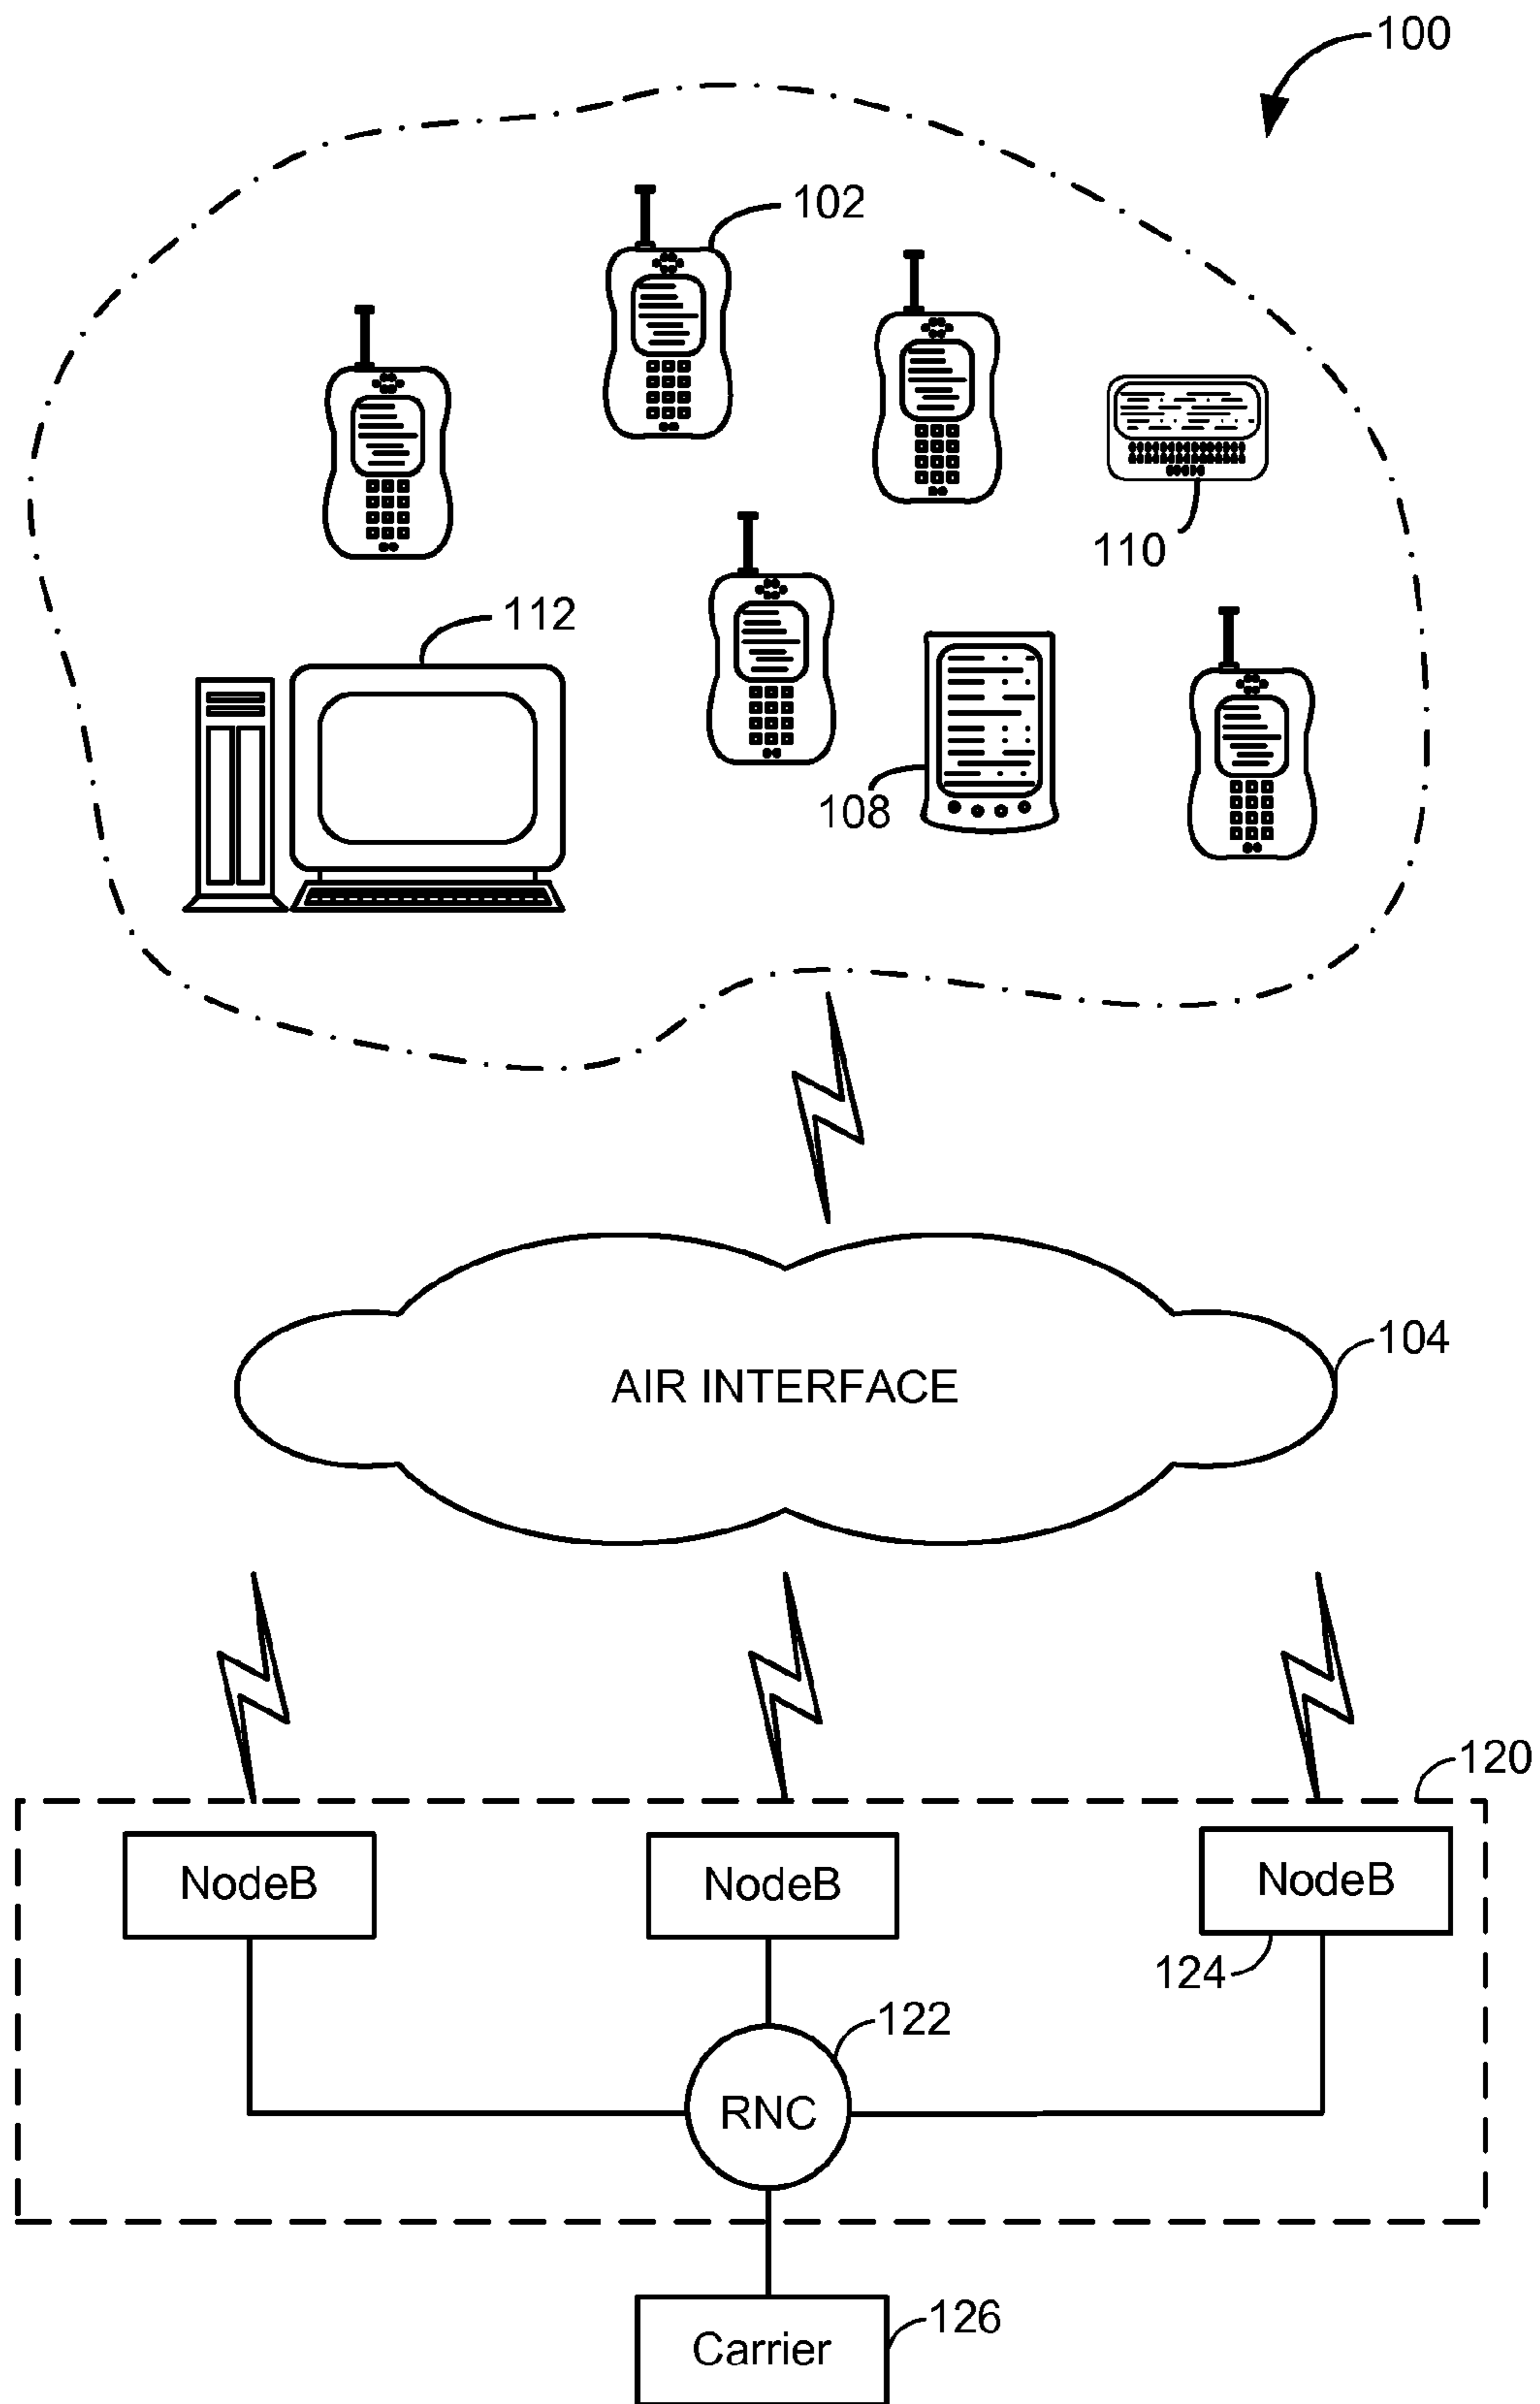 100
102
110
112
108
104
AIR INTERFACE
120
NodeB
NodeB
NodeB
124
122
RNC
126
Carrier